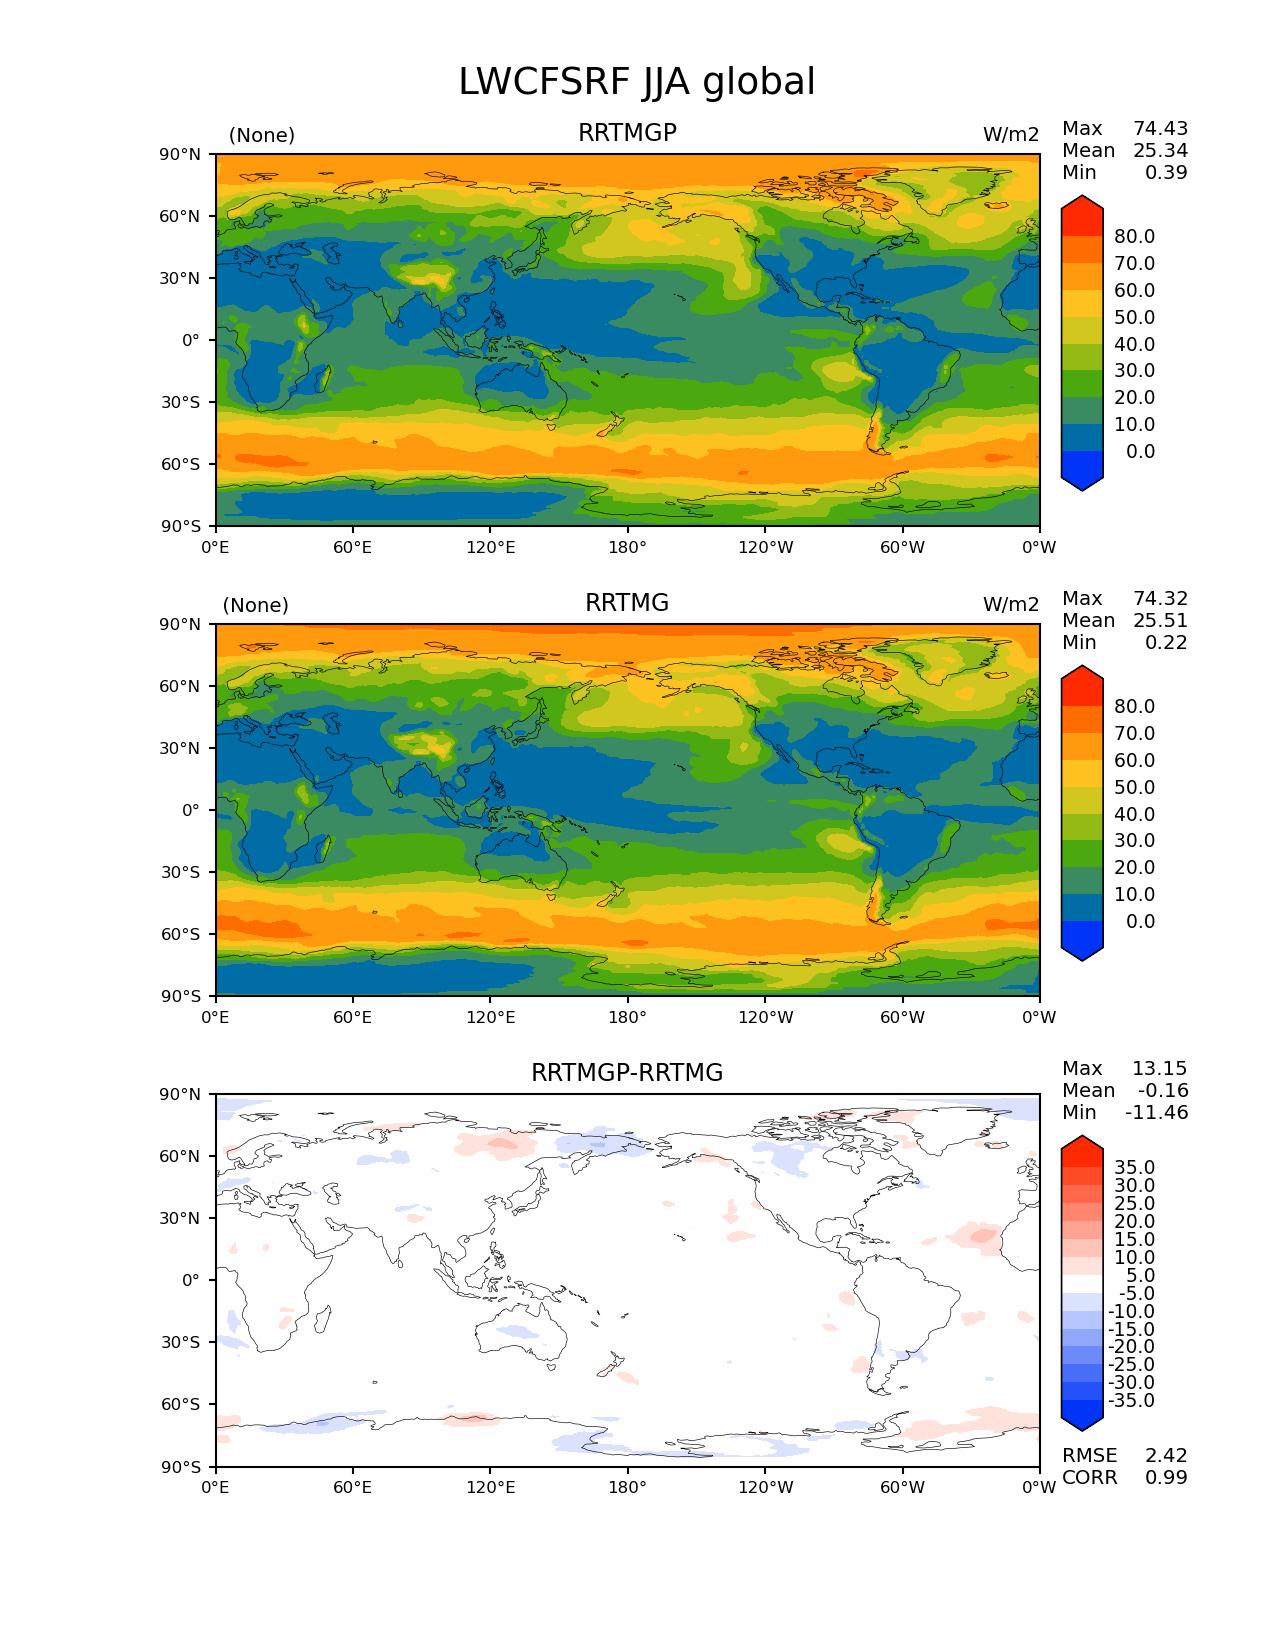 LWCFSRF JJA global
(None) RRTMGP W/m2
Max 74.43
Mean 25.34
Min 0.39
90°N
60°N
30°N
0°
30°S
60°S
90°S
0°E 60°E 120°E 180° 120°W 60°W 0°W
80.0
70.0
60.0
50.0
40.0
30.0
20.0
10.0
0.0
(None) RRTMG W/m2
Max 74.32
Mean 25.51
Min 0.22
90°N
60°N
30°N
0°
30°S
60°S
90°S
0°E 60°E 120°E 180° 120°W 60°W 0°W
80.0
70.0
60.0
50.0
40.0
30.0
20.0
10.0
0.0
RRTMGP-RRTMG
Max 13.15
Mean -0.16
Min -11.46
90°N
60°N
30°N
0°
30°S
60°S
90°S
0°E 60°E 120°E 180° 120°W 60°W 0°W
35.0
30.0
25.0
20.0
15.0
10.0
5.0
-5.0
-10.0
-15.0
-20.0
-25.0
-30.0
-35.0
RMSE 2.42
CORR 0.99